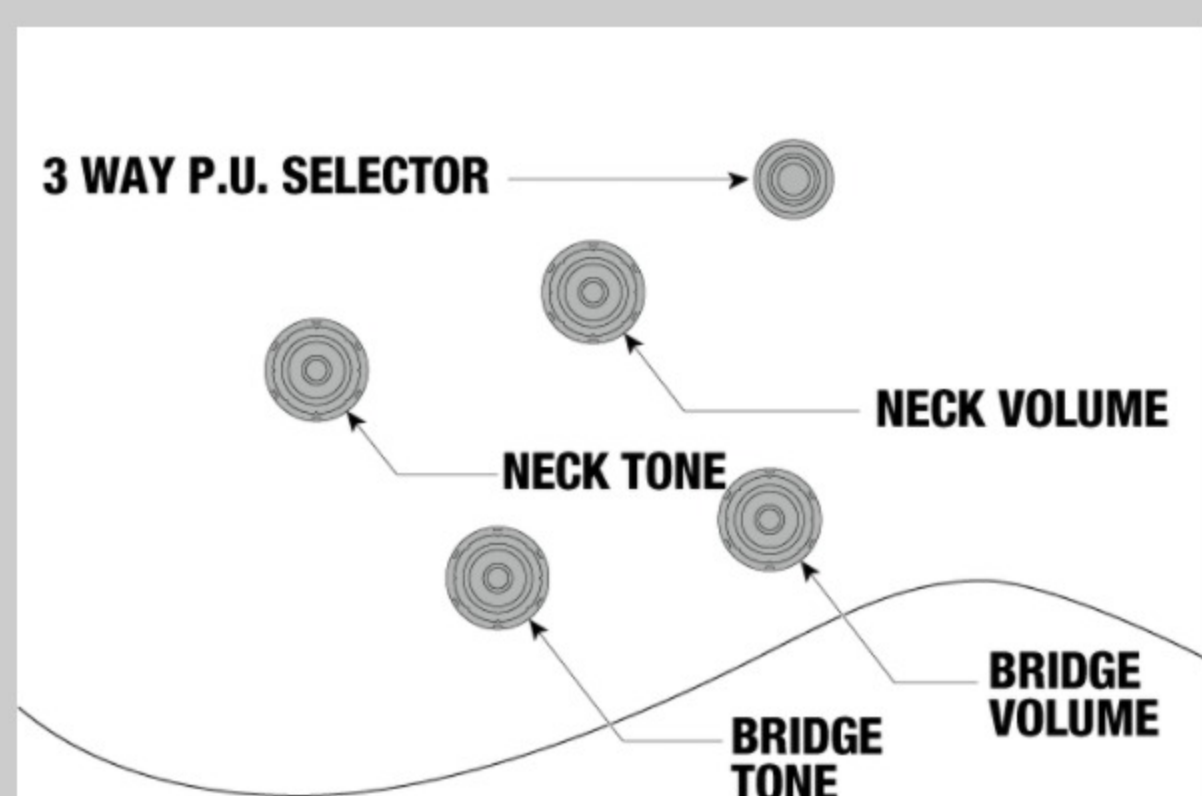 3 WAY P.U. SELECTOR
NECK VOLUME
NECK TONE
BRIDGE
VOLUME
BRIDGE
TONE